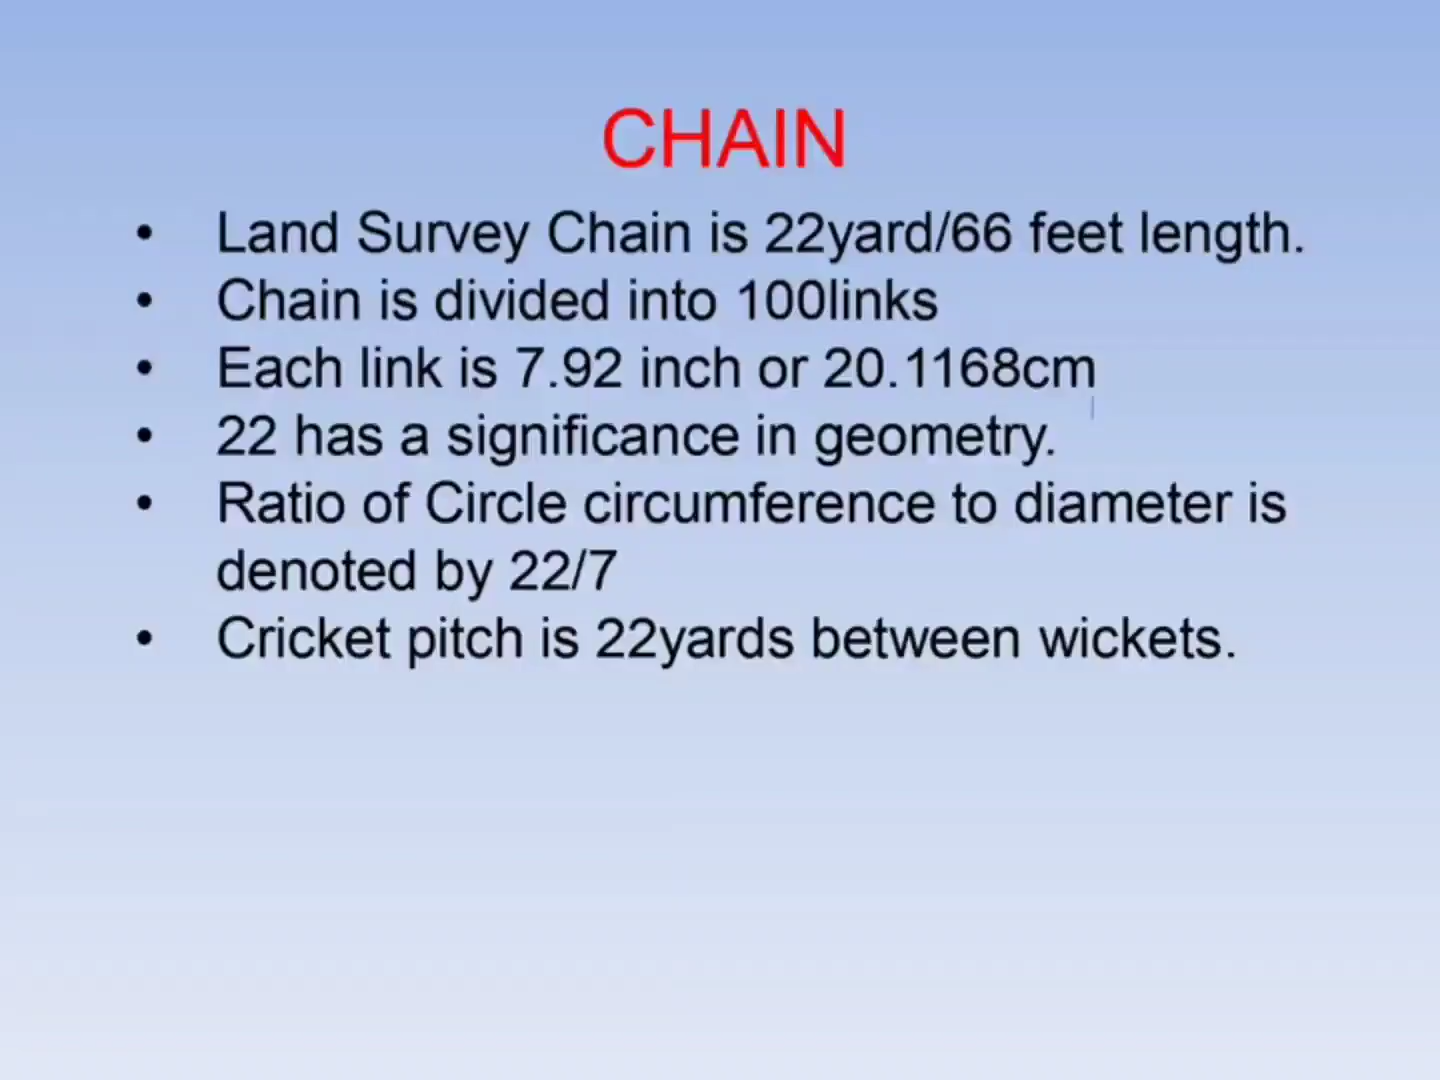 CHAIN
• Land Survey Chain is 22yard/66 feet length.
• Chain is divided into 100links
• Each link is 7.92 inch or 20.1168cm
• 22 has a significance in geometry.
• Ratio of Circle circumference to diameter is
denoted by 22/7
• Cricket pitch is 22yards between wickets.